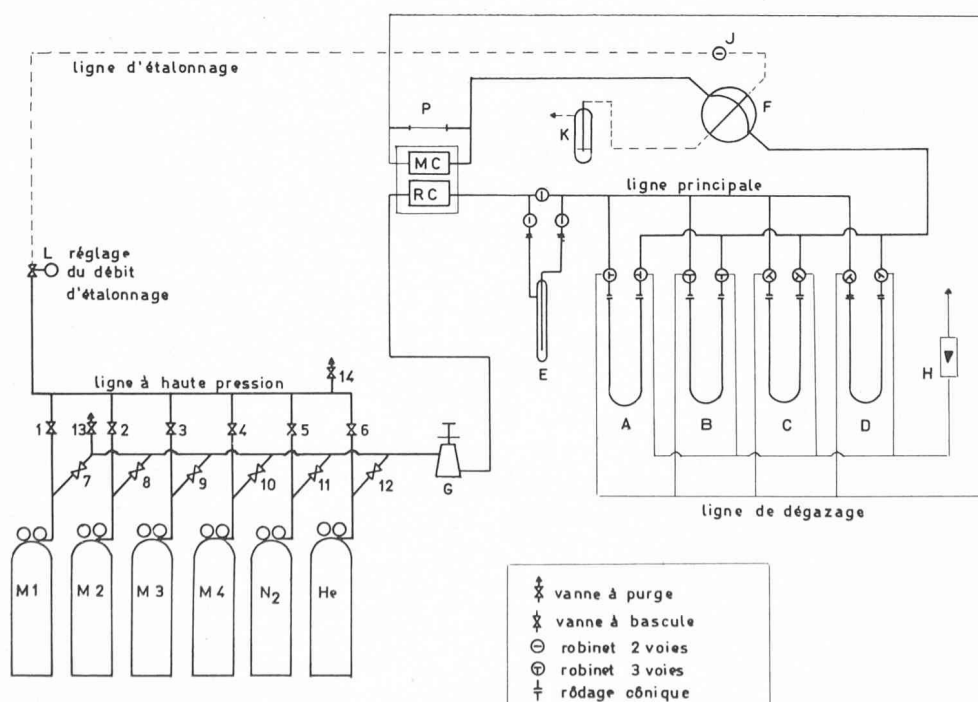 J
ligne d'étalonnage
P
F
K
MC
RC
ligne principale
L réglage
du débit
d'étalonnage
ligne à haute pression
14
E
H
A
B
C
D
1
13
2
3
4
5
6
7
8
9
10
11
12
G
ligne de dégazage
M1
M2
M3
M4
N2
He
vanne à purge
vanne à bascule
robinet 2 voies
robinet 3 voies
rôdage cônique